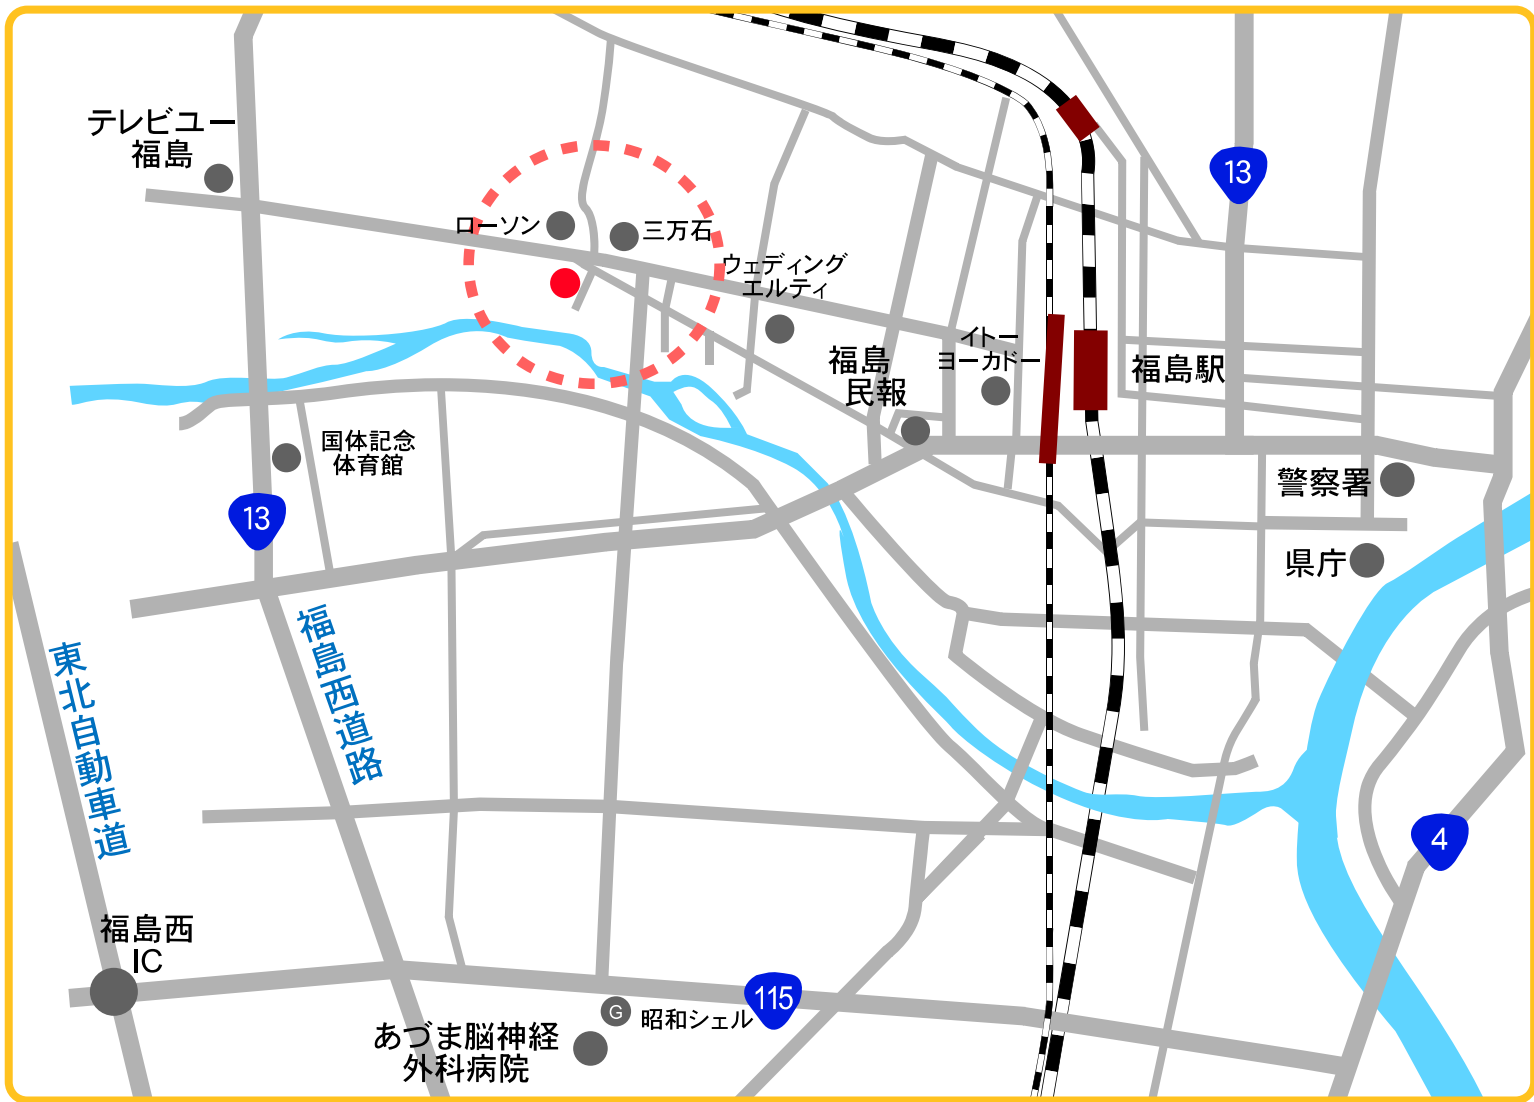 テレビユー
福島
13
ローソン
三万石
ウェディング
エルティ
イトー
ヨーカドー
福島
民報
福島駅
国体記念
体育館
警察署
13
県庁
福島西道路
東北自動車道
4
福島西
IC
115
G
昭和シェル
あづま脳神経
外科病院